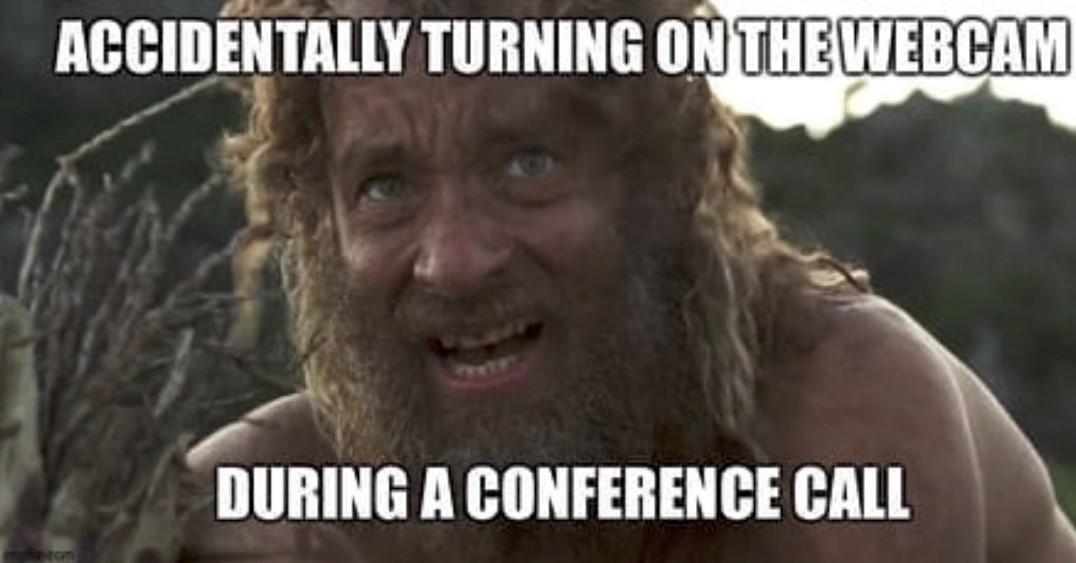 ACCIDENTALLY TURNING ON THE WEBCAM
DURING A CONFERENCE CALL